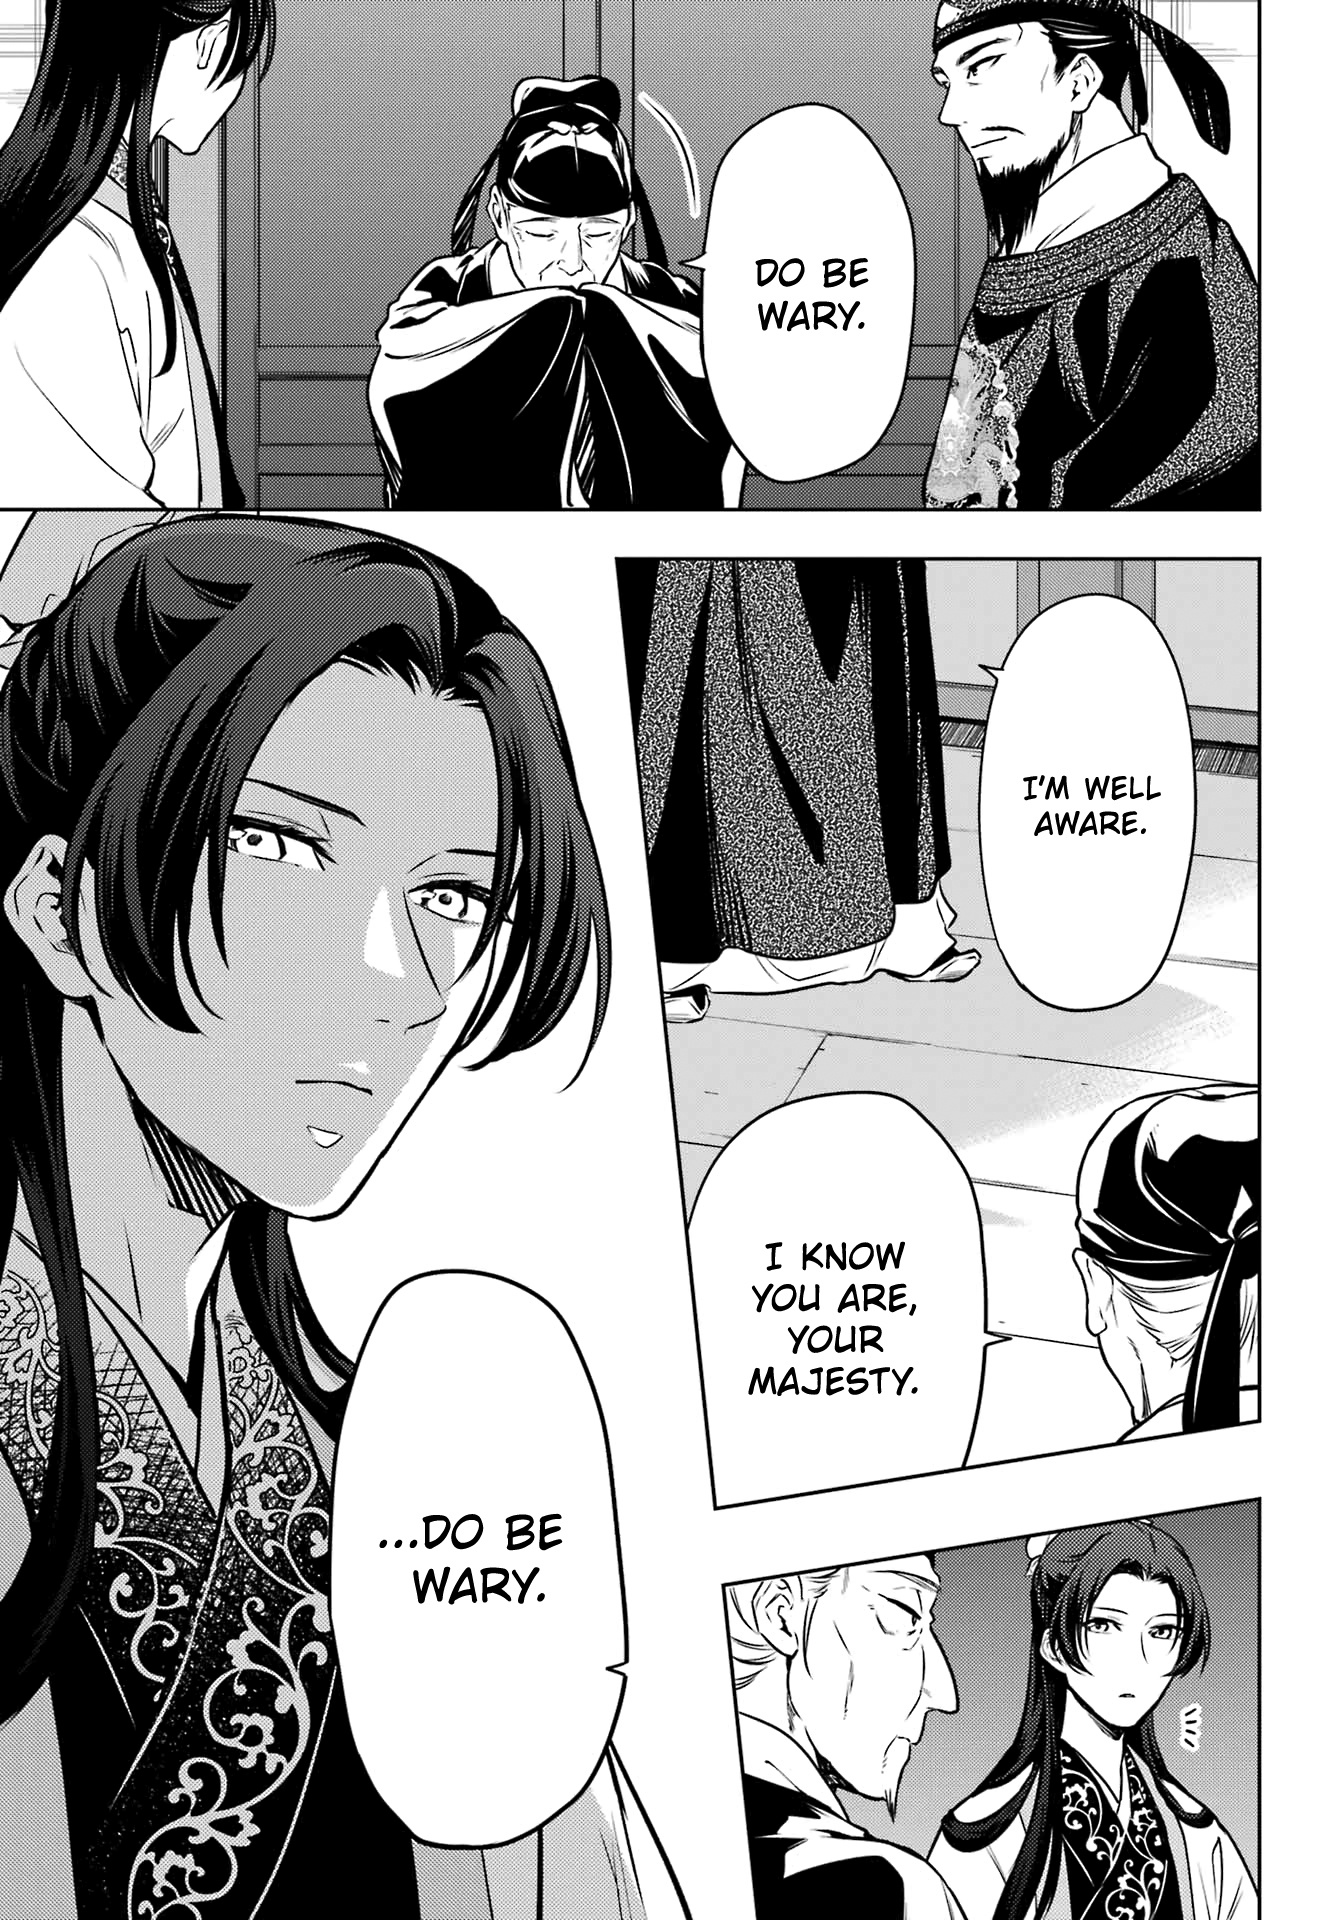 DO BE
WARY.
I'M WELL
AWARE.
I KNOW
YOU ARE,
YOUR
MAJESTY.
...DO BE
WARY.